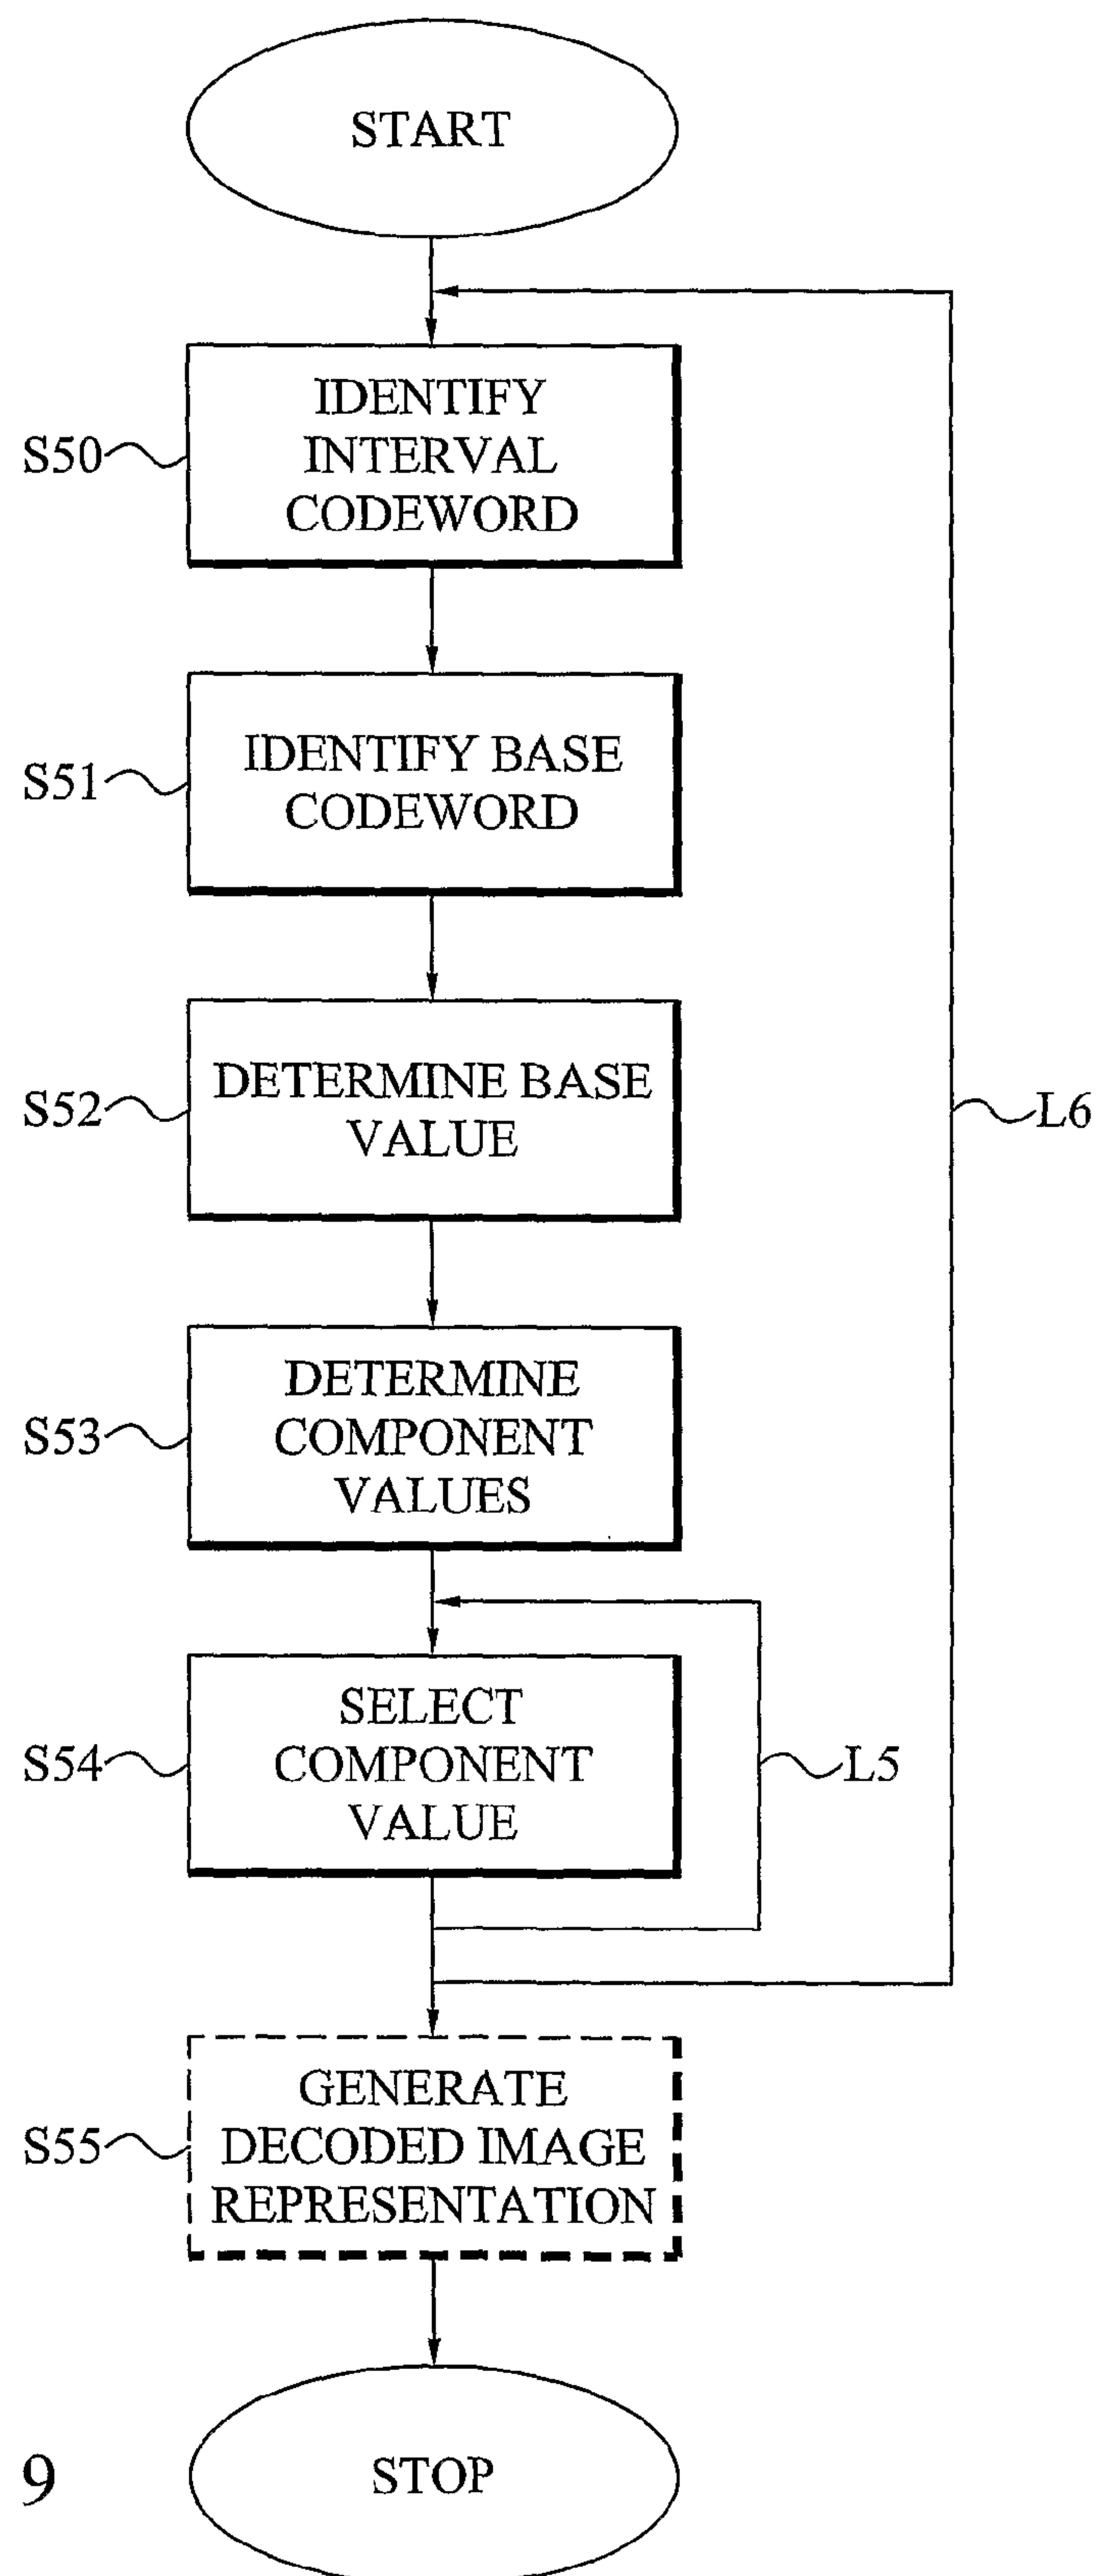 START
S50
IDENTIFY
INTERVAL
CODEWORD
S51
IDENTIFY BASE
CODEWORD
S52
DETERMINE BASE
VALUE
L6
S53
DETERMINE
COMPONENT
VALUES
S54
SELECT
COMPONENT
VALUE
L5
S55
GENERATE
DECODED IMAGE
REPRESENTATION
9
STOP